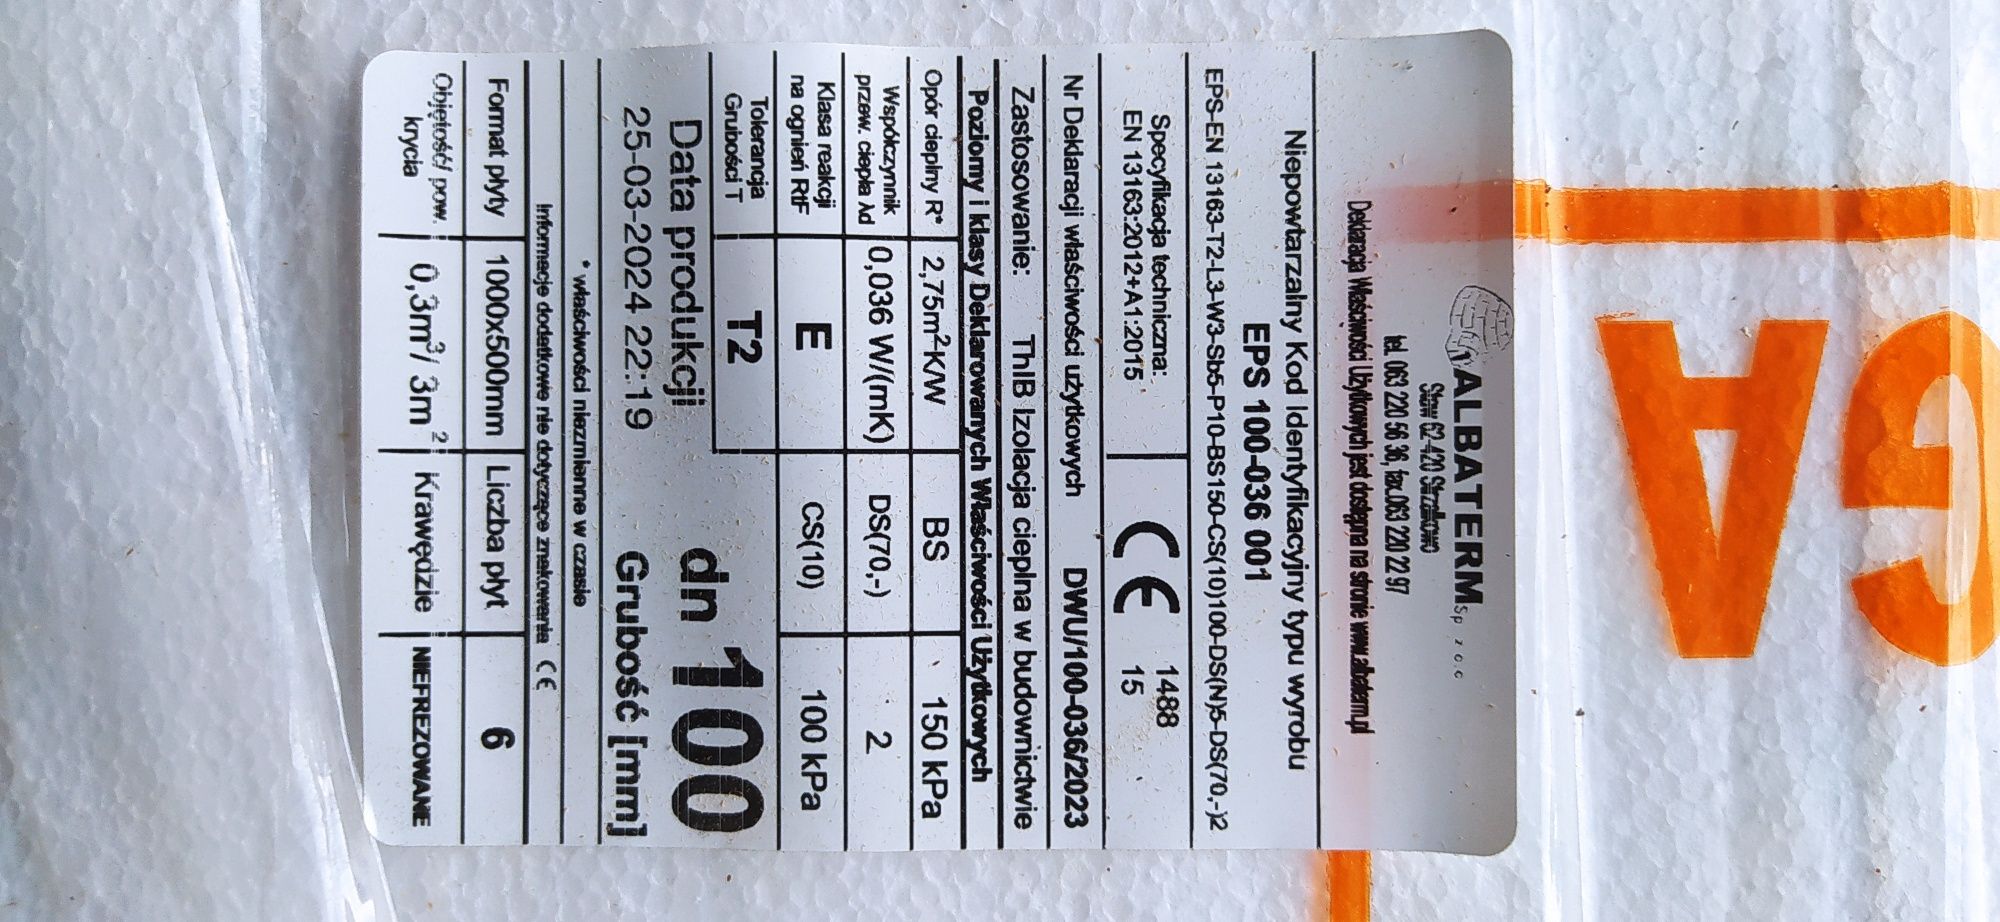 ALBATERM Sp. z o.o
Słow 62-420 Strzałkowo
tel. 063 220 56 36, fax.063 220 22 97
Deklaracja Właściwości Użytkowych jest dostępna na stronie www.albaterm.pl
Niepowtarzalny Kod Identyfikacyjny typu wyrobu
EPS 100-036 001
EPS-EN 13163-T2-L3-W3-Sb5-P10-BS150-CS(10)100-DS(N)5-DS(70,-)2
Specyfikacja techniczna: CE 1488
EN 13163:2012+A1:2015 15
Nr Deklaracji właściwości użytkowych DWU/100-036/2023
Zastosowanie: ThIB Izolacja cieplna w budownictwie
Poziomy i klasy Deklarowanych Właściwości Użytkowych
Opór cieplny R* 2,75m²K/W BS 150 kPa
Współczynnik przew. ciepła λd 0,036 W/(mK) DS(70,-) 2
Klasa reakcji na ognień RtF E CS(10) 100 kPa
Tolerancja Grubości T T2
Data produkcji dn 100
25-03-2024 22:19 Grubość [mm]
* właściwości niezmienne w czasie
Informacje dodatkowe nie dotyczące znakowania CE
Format płyty 1000x500mm Liczba płyt 6
Objętość/ pow. krycia 0,3m³/ 3m² Krawędzie NIEFREZOWANE
GA